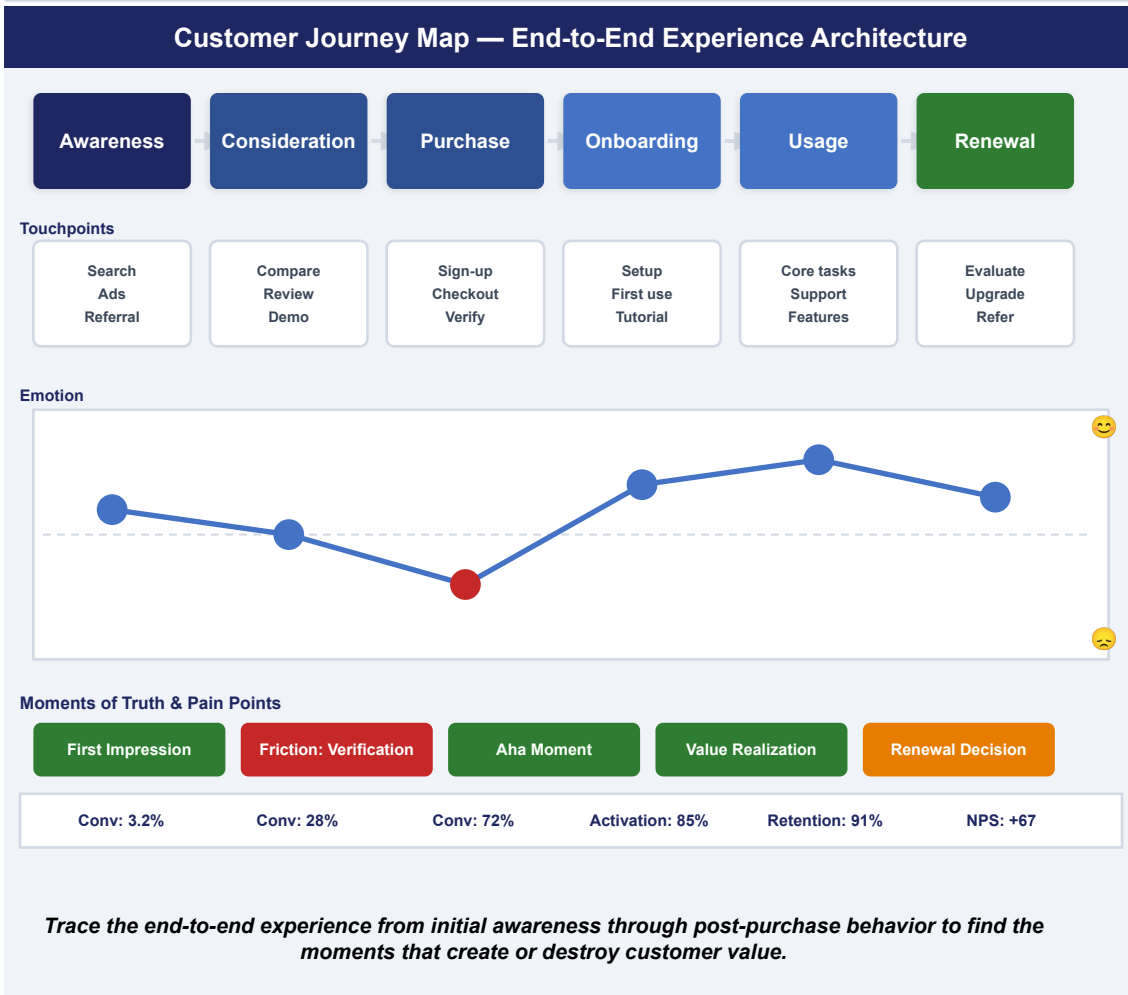 Customer Journey Map — End-to-End Experience Architecture
Awareness
Consideration
Purchase
Onboarding
Usage
Renewal
Touchpoints
Search
Ads
Referral
Compare
Review
Demo
Sign-up
Checkout
Verify
Setup
First use
Tutorial
Core tasks
Support
Features
Evaluate
Upgrade
Refer
Emotion
Moments of Truth & Pain Points
First Impression
Friction: Verification
Aha Moment
Value Realization
Renewal Decision
Conv: 3.2%
Conv: 28%
Conv: 72%
Activation: 85%
Retention: 91%
NPS: +67
Trace the end-to-end experience from initial awareness through post-purchase behavior to find the
moments that create or destroy customer value.